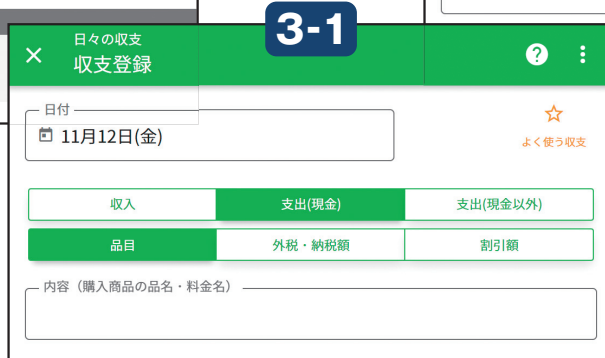 3-1
日々の収支
収支登録
日付
11月12日(金)
よく使う収支
収入 支出(現金) 支出(現金以外)
品目 外税・納税額 割引額
内容（購入商品の品名・料金名）